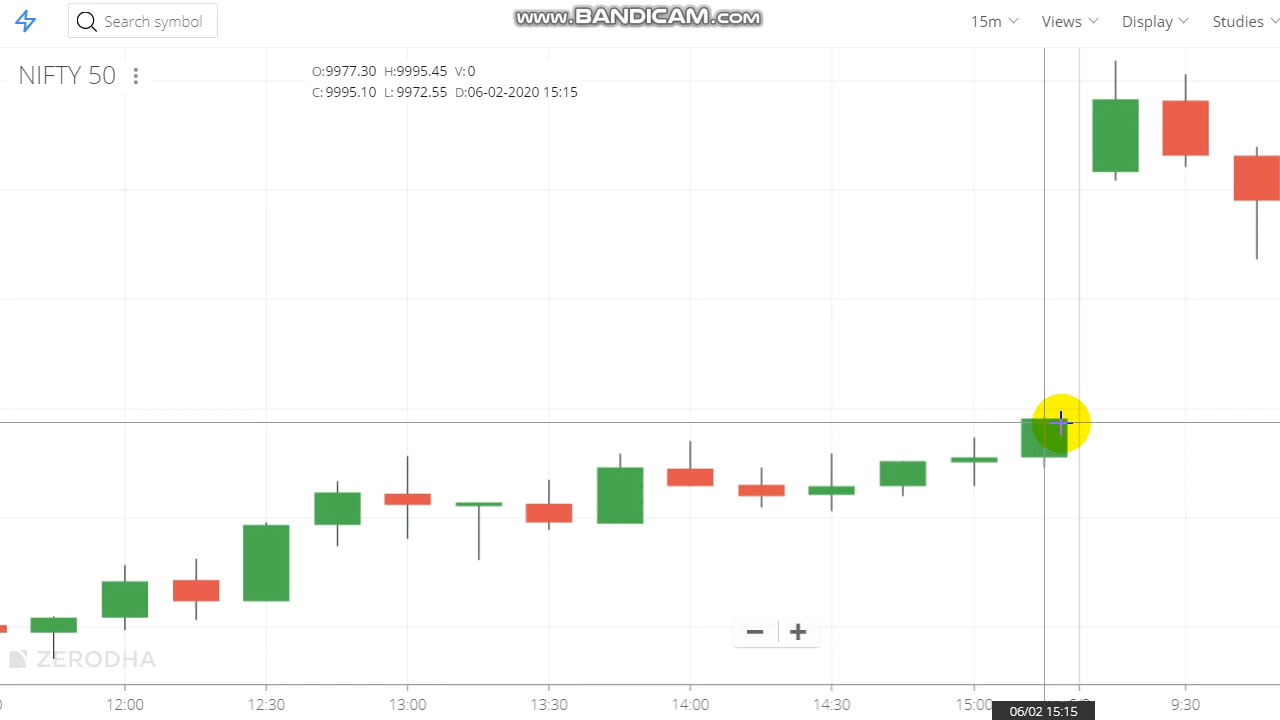 Search symbol
www.BANDICAM.COM
15m
Views
Display
Studies
NIFTY 50
O:9977.30 H:9995.45 V:0
C:9995.10 L:9972.55 D:06-02-2020 15:15
ZERODHA
12:00
12:30
13:00
13:30
14:00
14:30
15:00
9:30
06/02 15:15